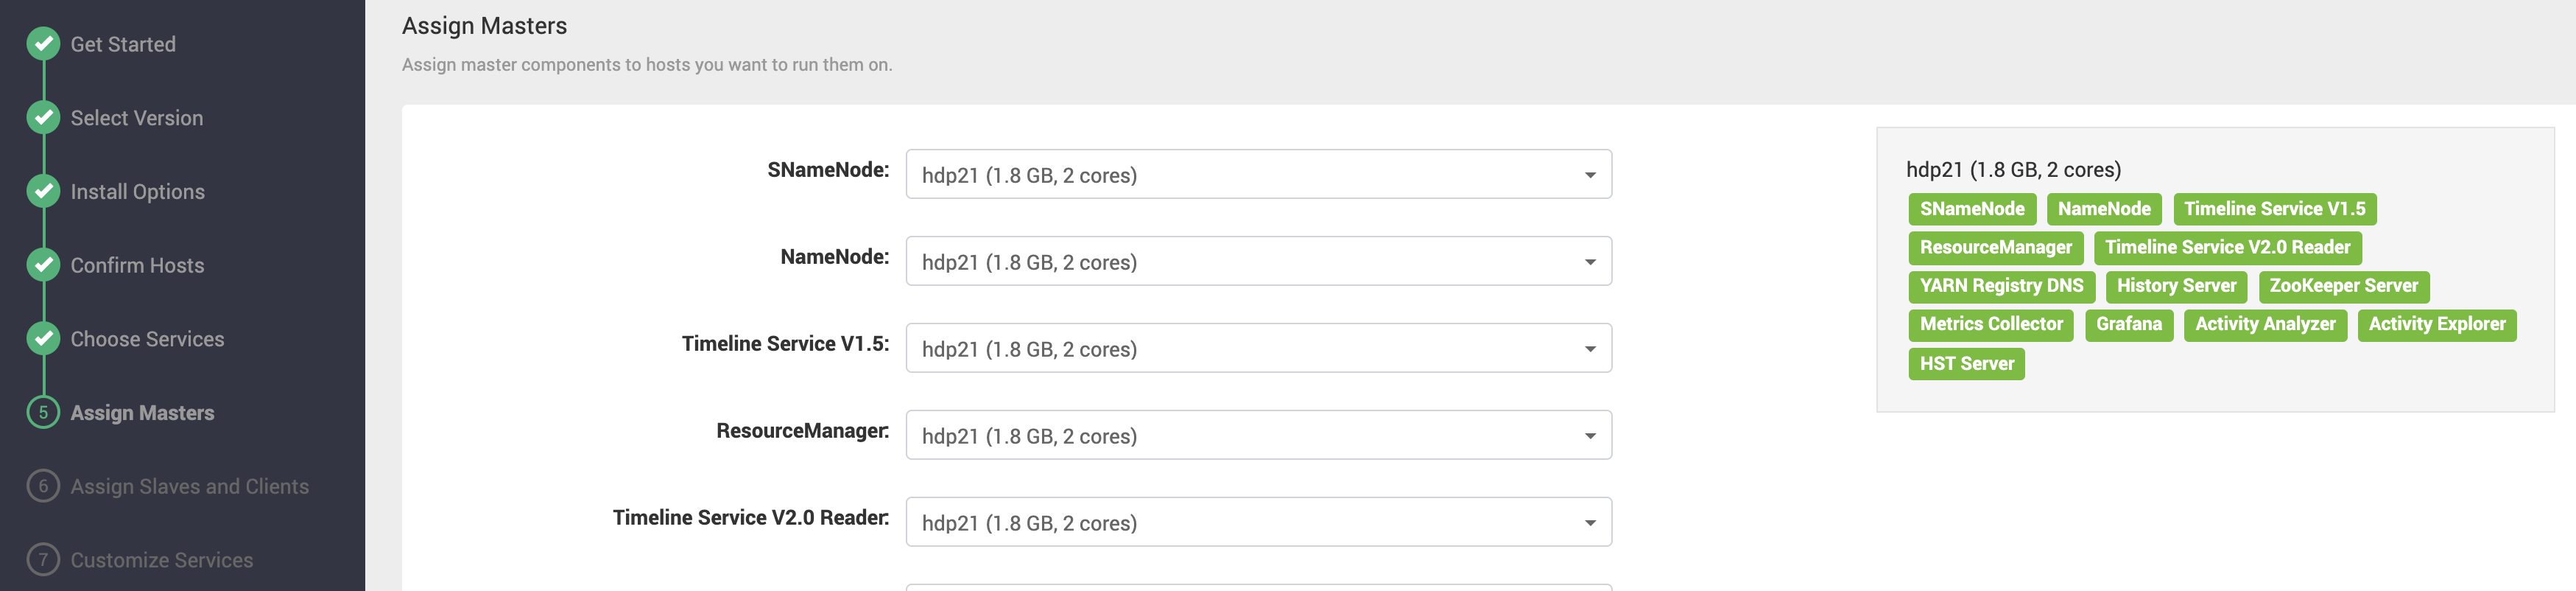 Get Started
Select Version
Install Options
Confirm Hosts
Choose Services
5 Assign Masters
6 Assign Slaves and Clients
7 Customize Services
Assign Masters
Assign master components to hosts you want to run them on.
SNameNode: hdp21 (1.8 GB, 2 cores)
NameNode: hdp21 (1.8 GB, 2 cores)
Timeline Service V1.5: hdp21 (1.8 GB, 2 cores)
ResourceManager: hdp21 (1.8 GB, 2 cores)
Timeline Service V2.0 Reader: hdp21 (1.8 GB, 2 cores)
hdp21 (1.8 GB, 2 cores)
SNameNode NameNode Timeline Service V1.5
ResourceManager Timeline Service V2.0 Reader
YARN Registry DNS History Server ZooKeeper Server
Metrics Collector Grafana Activity Analyzer Activity Explorer
HST Server